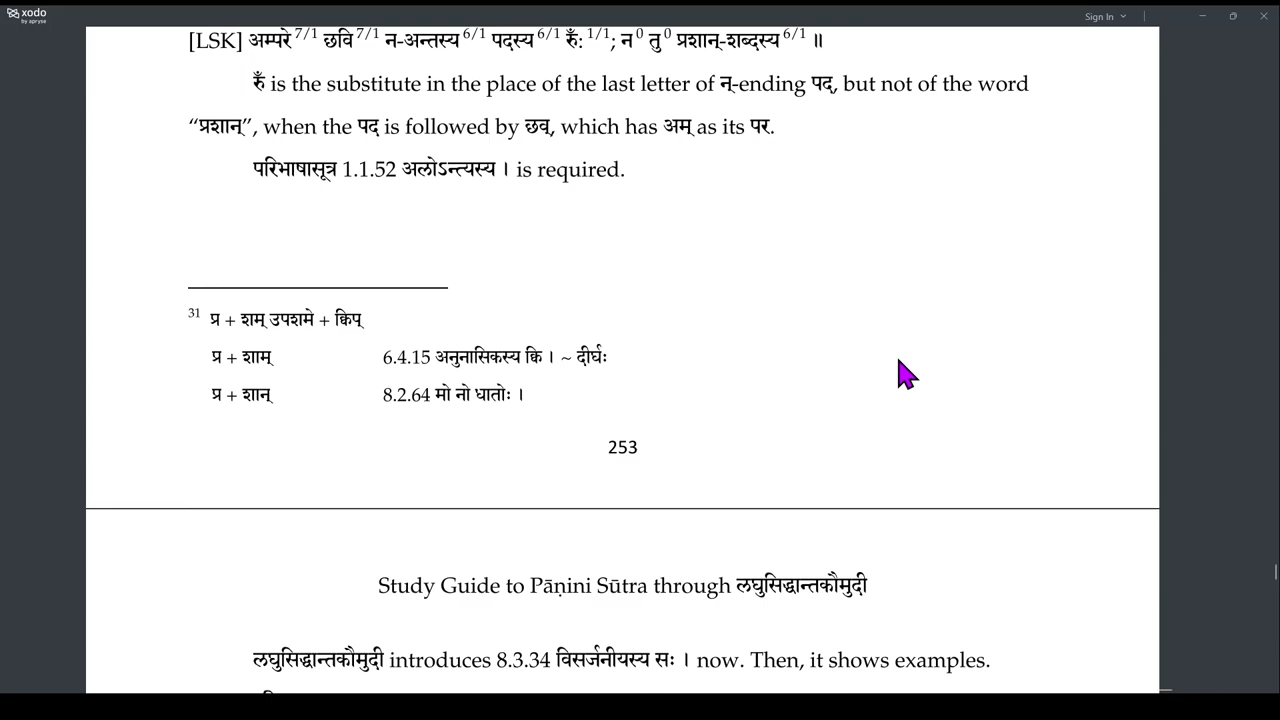 xodo
by apryse
Sign In
[LSK] अम्परे 7/1 छवि 7/1 न-अन्तस्य 6/1 पदस्य 6/1 रुँ: 1/1; न 0 तु 0 प्रशान्-शब्दस्य 6/1 ॥
रुँ is the substitute in the place of the last letter of न्-ending पद, but not of the word
“प्रशान्”, when the पद is followed by छव्, which has अम् as its पर.
परिभाषासूत्र 1.1.52 अलोऽन्त्यस्य । is required.
31 प्र + शम् उपशमे + क्विप्
प्र + शाम् 6.4.15 अनुनासिकस्य क्वि । ~ दीर्घः
प्र + शान् 8.2.64 मो नो धातोः ।
253
Study Guide to Pāṇini Sūtra through लघुसिद्धान्तकौमुदी
लघुसिद्धान्तकौमुदी introduces 8.3.34 विसर्जनीयस्य सः । now. Then, it shows examples.